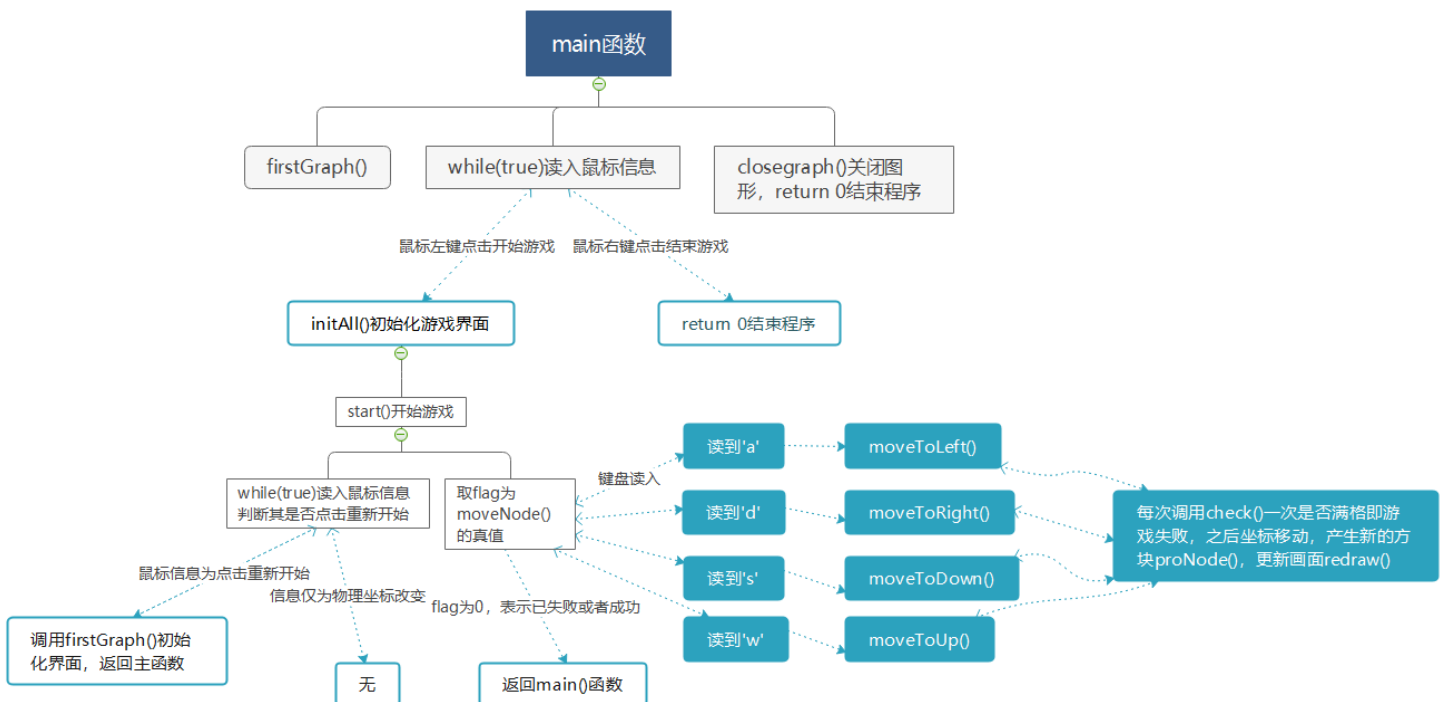 main函数
firstGraph()
while(true)读入鼠标信息
closegraph()关闭图
形，return 0结束程序
鼠标左键点击开始游戏
鼠标右键点击结束游戏
initAll()初始化游戏界面
return 0结束程序
start()开始游戏
while(true)读入鼠标信息
判断其是否点击重新开始
取flag为
moveNode()
的真值
键盘读入
读到'a'
moveToLeft()
读到'd'
moveToRight()
读到's'
moveToDown()
读到'w'
moveToUp()
每次调用check()一次是否满格即游
戏失败，之后坐标移动，产生新的方
块proNode()，更新画面redraw()
鼠标信息为点击重新开始
信息仅为物理坐标改变
flag为0，表示已失败或者成功
调用firstGraph()初始
化界面，返回主函数
无
返回main()函数